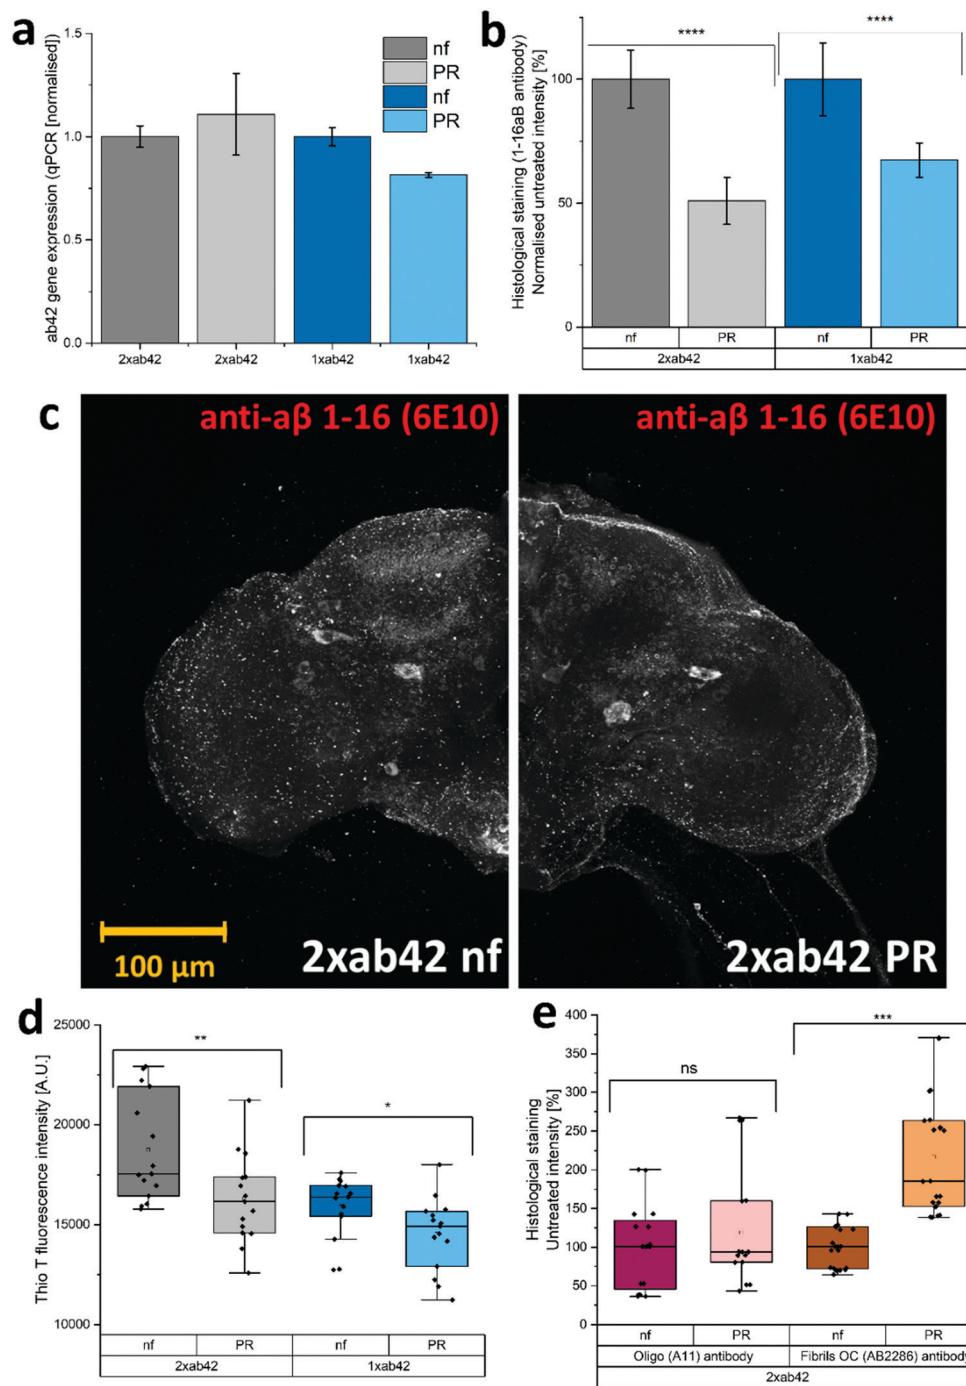 a
ab42 gene expression (qPCR [normalised])
1.5
1.0
0.5
0.0
nf
PR
nf
PR
2xab42
2xab42
1xab42
1xab42
b
Histological staining (1-16aB antibody)
Normalised untreated intensity [%]
100
50
0
****
****
nf
PR
nf
PR
2xab42
1xab42
c
anti-aβ 1-16 (6E10)
anti-aβ 1-16 (6E10)
100 µm
2xab42 nf
2xab42 PR
d
Thio T fluorescence intensity [A.U.]
25000
20000
15000
10000
**
*
nf
PR
nf
PR
2xab42
1xab42
e
Histological staining
Untreated intensity [%]
400
350
300
250
200
150
100
50
0
ns
***
nf
PR
nf
PR
Oligo (A11) antibody
Fibrils OC (AB2286) antibody
2xab42